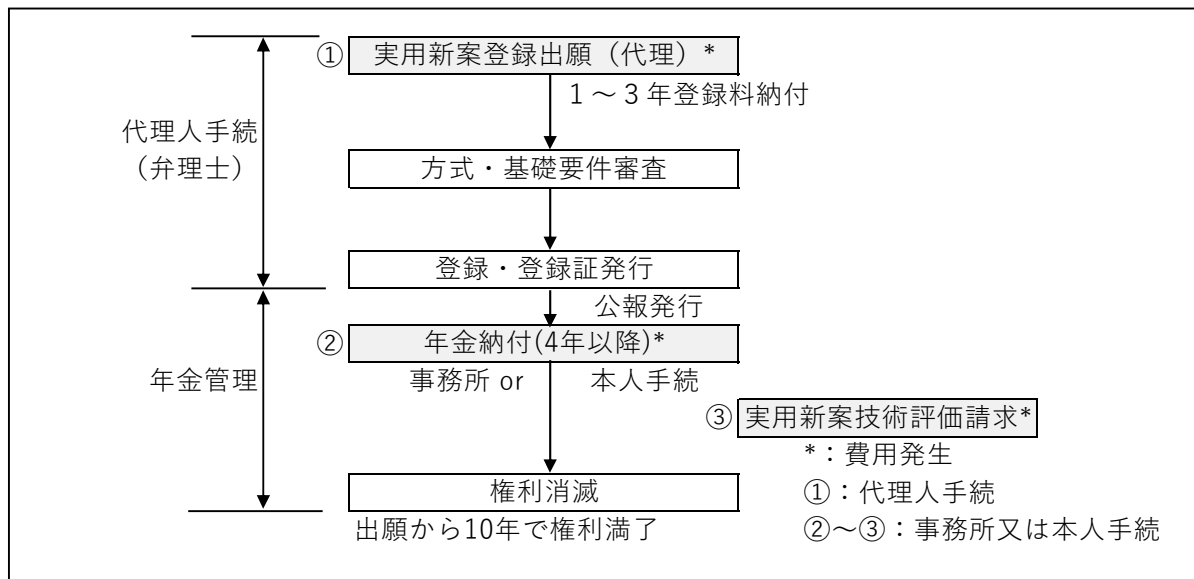 ①
実用新案登録出願（代理）*
１～３年登録料納付
代理人手続
（弁理士）
方式・基礎要件審査
登録・登録証発行
公報発行
②
年金納付(4年以降)*
事務所 or 本人手続
年金管理
③
実用新案技術評価請求*
*：費用発生
権利消滅
①：代理人手続
出願から10年で権利満了
②～③：事務所又は本人手続